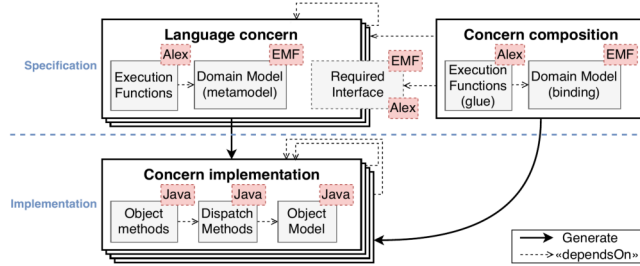 Language concern
Concern composition
Alex
EMF
EMF
Alex
EMF
Specification
Execution
Functions
Domain Model
(metamodel)
Required
Interface
Alex
Execution
Functions
(glue)
Domain Model
(binding)
Concern implementation
Java
Java
Java
Implementation
Object
methods
Dispatch
Methods
Object
Model
Generate
«dependsOn»